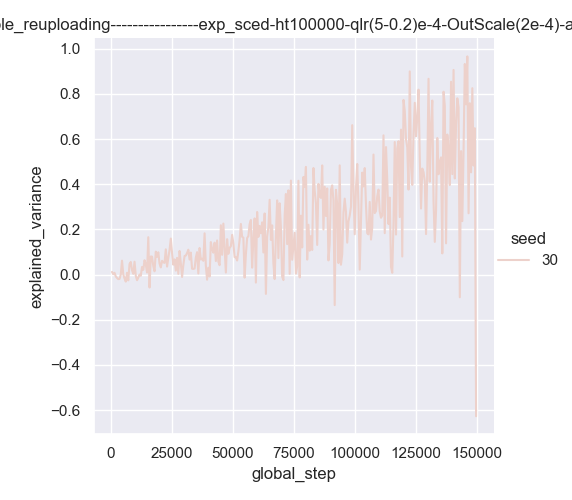 ole_reuploading----------------exp_sced-ht100000-qlr(5-0.2)e-4-OutScale(2e-4)-a
1.0
0.8
0.6
0.4
0.2
0.0
−0.2
−0.4
−0.6
explained_variance
0 25000 50000 75000 100000 125000 150000
global_step
seed
30